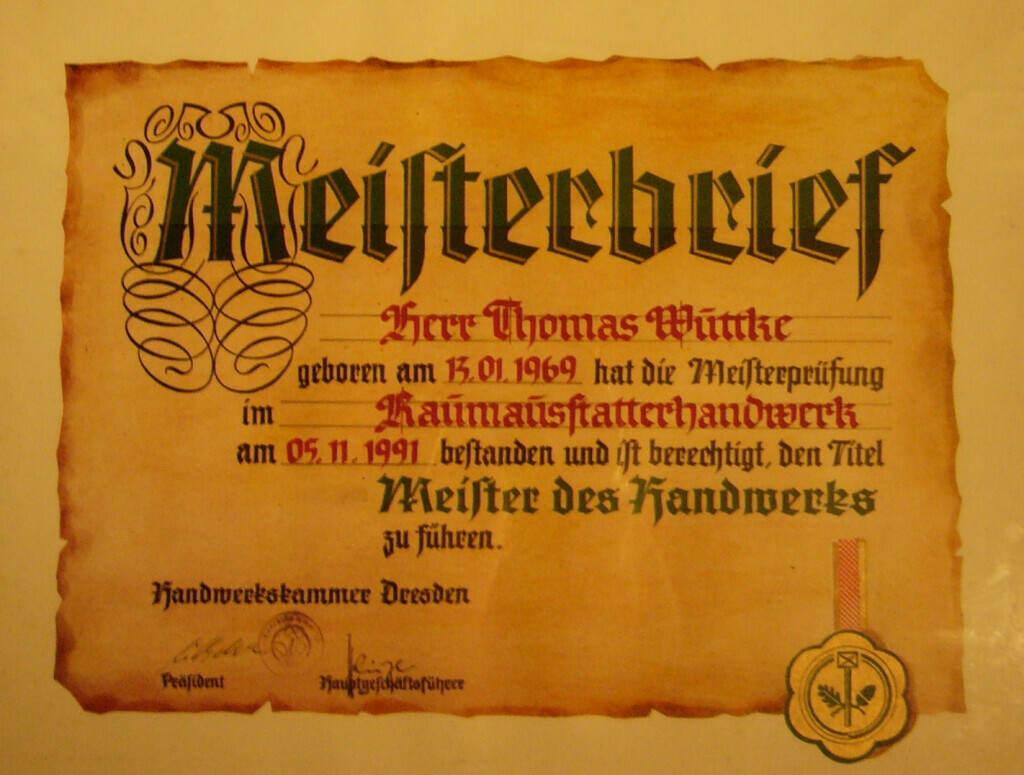 Meiſterbrief
Herr Thomas Wuttke
geboren am 13.01.1969 hat die Meiſterprüfung
im Raumausſtatterhandwerk
am 05.11.1991 beſtanden und iſt berechtigt, den Titel
Meiſter des Handwerks
zu führen.
Handwerkskammer Dresden
Präſident Hauptgeſchäftsführer